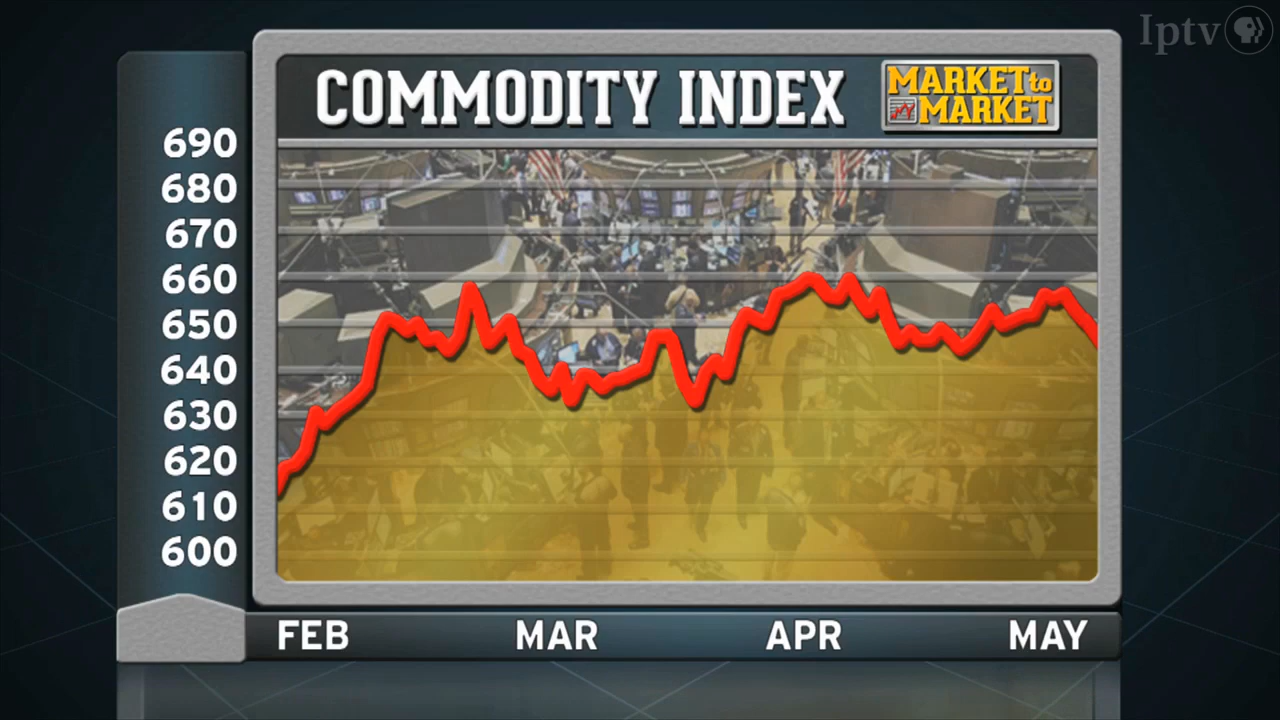 Iptv
COMMODITY INDEX
MARKET to
MARKET
690
680
670
660
650
640
630
620
610
600
FEB MAR APR MAY